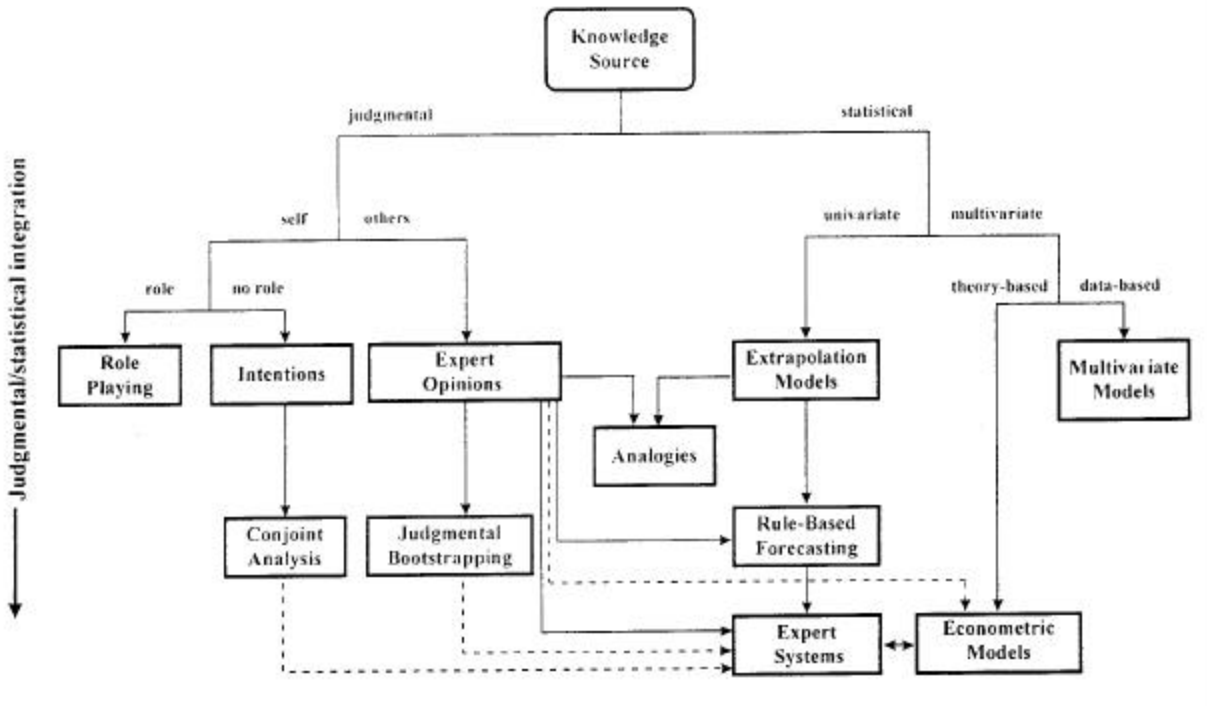 Knowledge
Source
judgmental
statistical
self
others
univariate
multivariate
role
no role
theory-based
data-based
Judgmental/statistical integration
Role
Playing
Intentions
Expert
Opinions
Extrapolation
Models
Multivariate
Models
Analogies
Conjoint
Analysis
Judgmental
Bootstrapping
Rule-Based
Forecasting
Expert
Systems
Econometric
Models